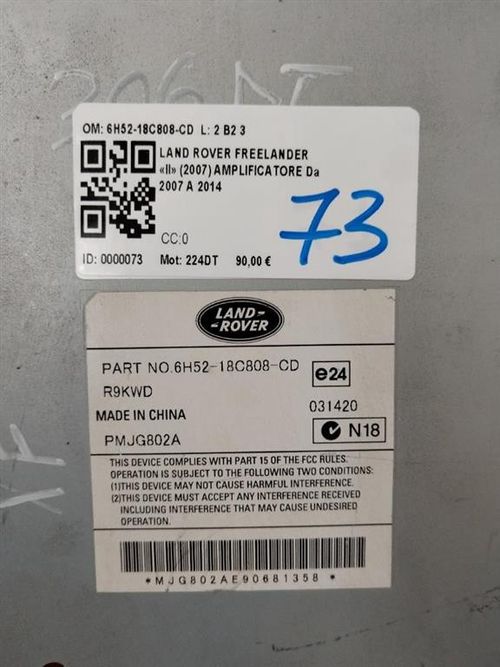 206 NT
OM: 6H52-18C808-CD L: 2 B2 3
LAND ROVER FREELANDER
«II» (2007) AMPLIFICATORE Da
2007 A 2014
73
CC:0
ID: 0000073 Mot: 224DT 90,00 €
LAND-
-ROVER
PART NO.6H52-18C808-CD
e24
R9KWD
031420
MADE IN CHINA
N18
PMJG802A
THIS DEVICE COMPLIES WITH PART 15 OF THE FCC RULES.
OPERATION IS SUBJECT TO THE FOLLOWING TWO CONDITIONS:
(1)THIS DEVICE MAY NOT CAUSE HARMFUL INTERFERENCE.
(2)THIS DEVICE MUST ACCEPT ANY INTERFERENCE RECEIVED
INCLUDING INTERFERENCE THAT MAY CAUSE UNDESIRED
OPERATION.
*MJG802AE90681358 *